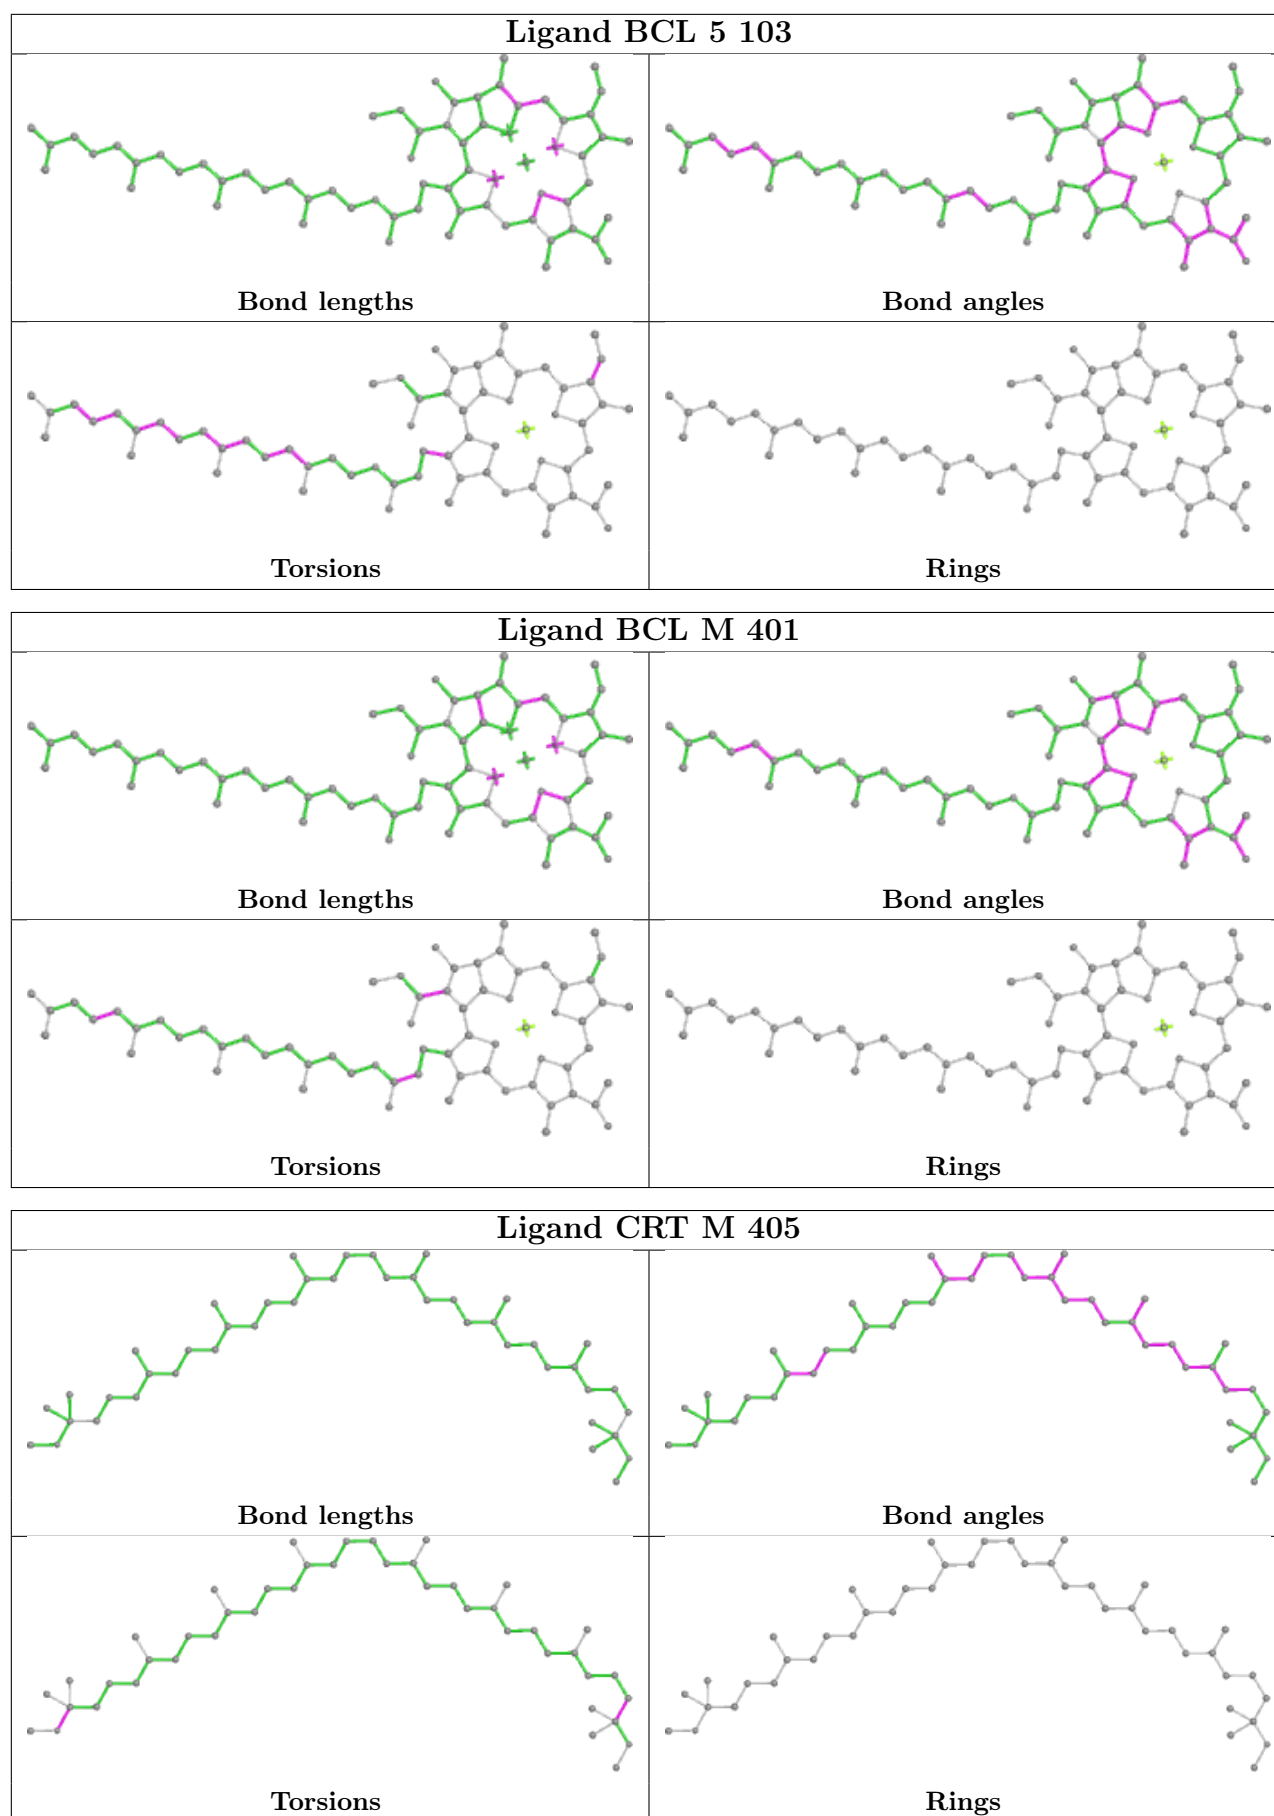 Ligand BCL 5 103
Bond lengths
Bond angles
Torsions
Rings
Ligand BCL M 401
Bond lengths
Bond angles
Torsions
Rings
Ligand CRT M 405
Bond lengths
Bond angles
Torsions
Rings